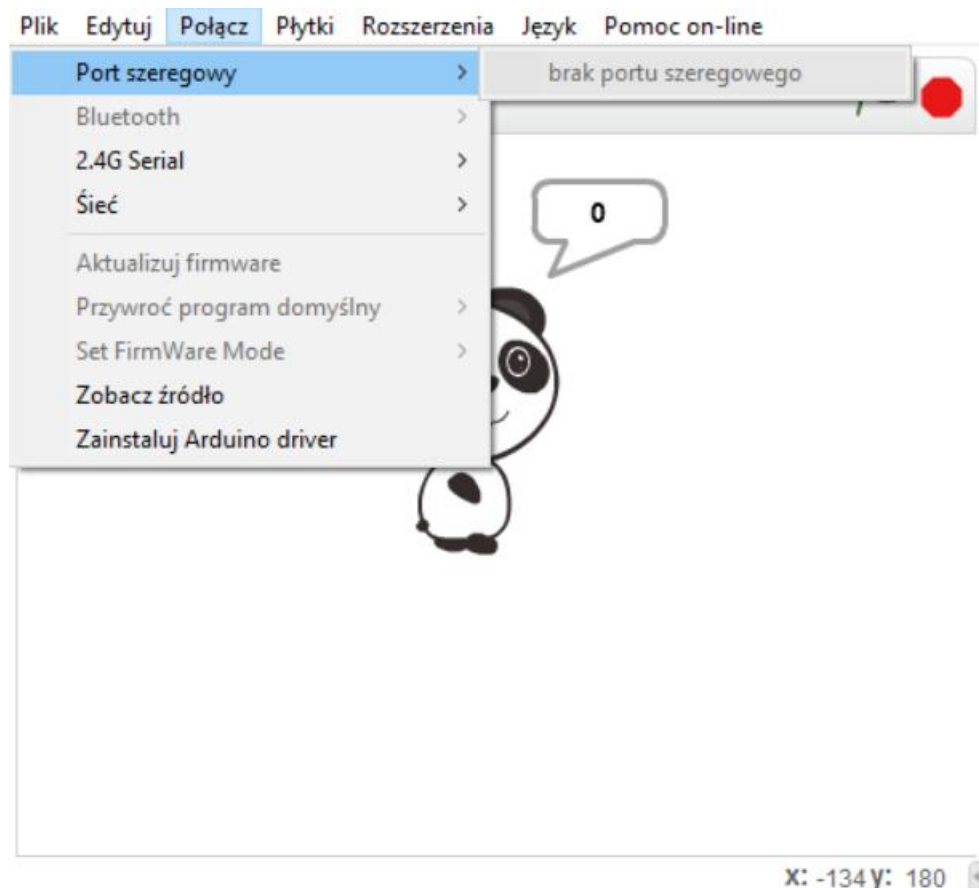 Plik Edytuj Połącz Płytki Rozszerzenia Język Pomoc on-line
Port szeregowy > brak portu szeregowego
Bluetooth >
2.4G Serial >
Śieć >
0
Aktualizuj firmware
Przywroć program domyślny >
Set FirmWare Mode >
Zobacz źródło
Zainstaluj Arduino driver
X: -134 Y: 180